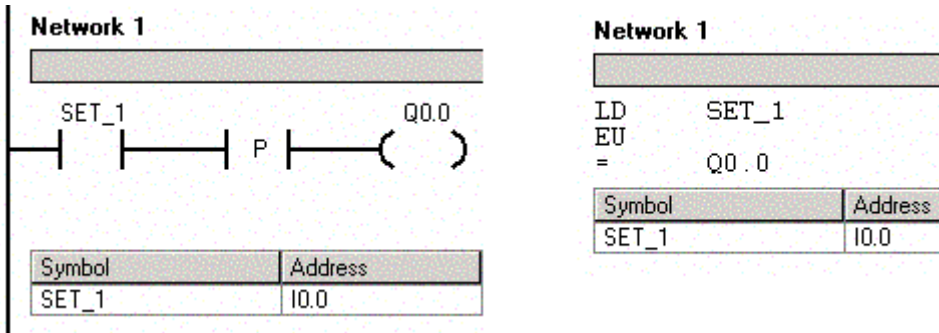 Network 1
SET_1 Q0.0
P
Symbol Address
SET_1 I0.0
Network 1
LD SET_1
EU
= Q0.0
Symbol Address
SET_1 I0.0